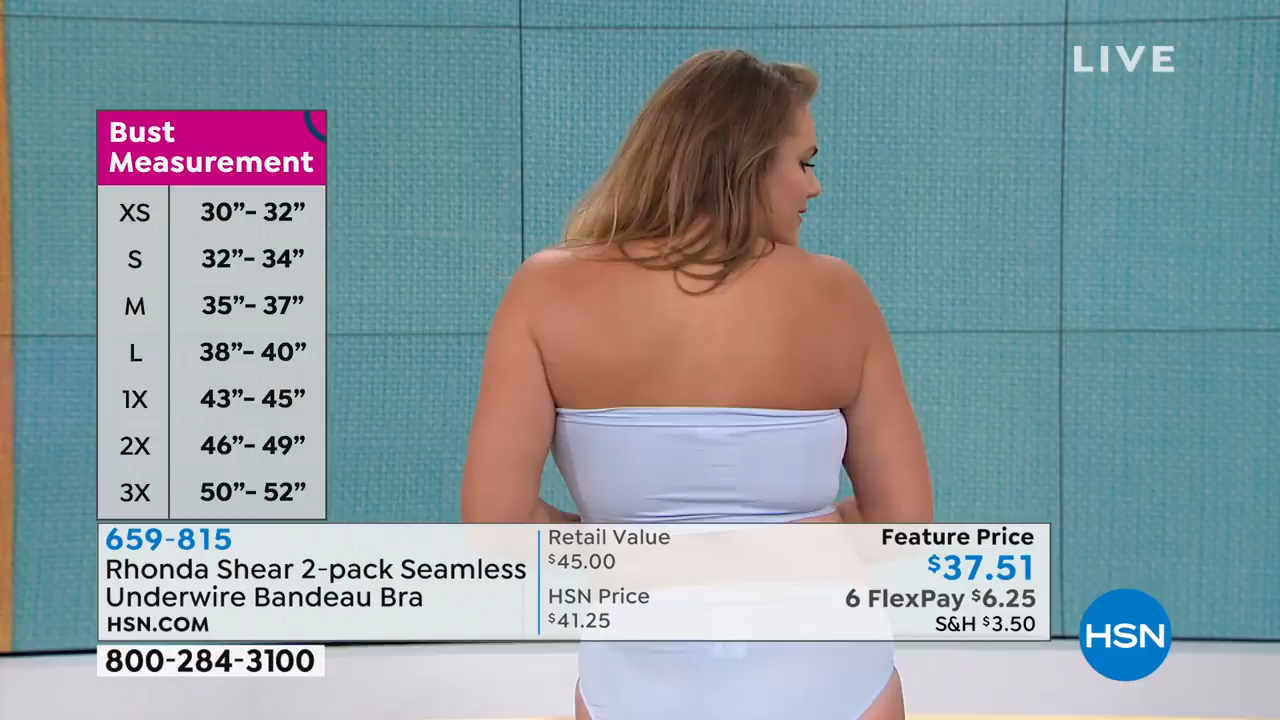 LIVE
Bust
Measurement
XS 30”- 32”
S 32”- 34”
M 35”- 37”
L 38”- 40”
1X 43”- 45”
2X 46”- 49”
3X 50”- 52”
659-815
Rhonda Shear 2-pack Seamless
Underwire Bandeau Bra
HSN.COM
Retail Value
$45.00
HSN Price
$41.25
Feature Price
$37.51
6 FlexPay $6.25
S&H $3.50
800-284-3100
HSN